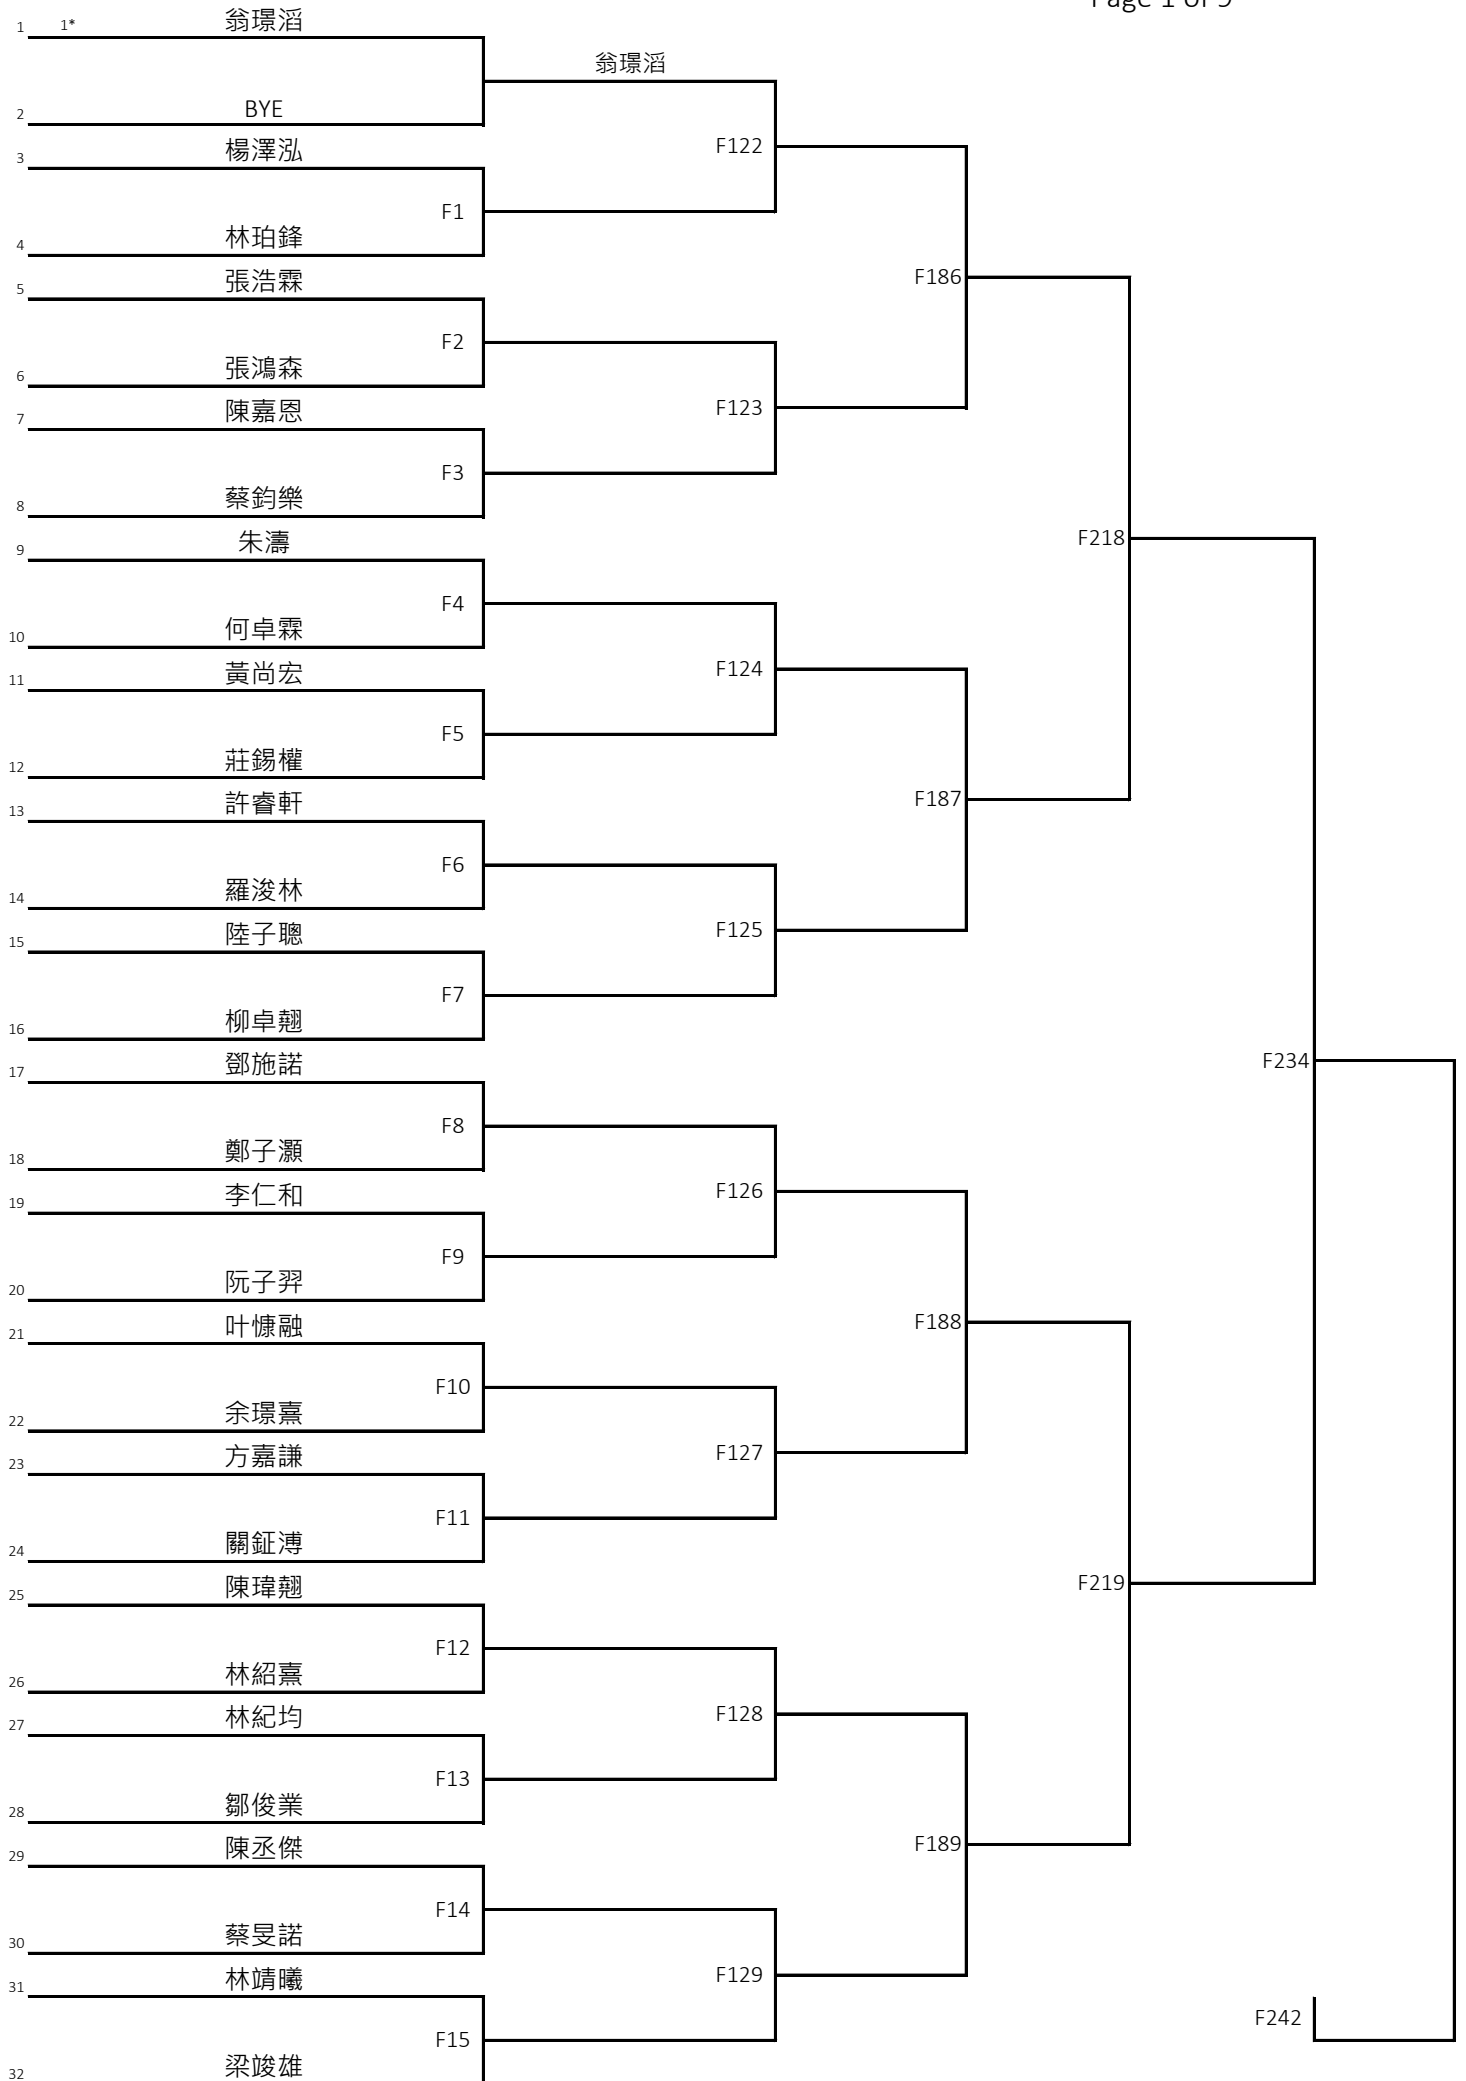 Page 1 of 9
1 1* 翁璟滔
翁璟滔
2 BYE
F122
3 楊澤泓
F1
4 林珀鋒
5 張浩霖
F186
F2
6 張鴻森
7 陳嘉恩
F123
F3
8 蔡鈞樂
9 朱濤
F218
F4
10 何卓霖
11 黃尚宏
F124
F5
12 莊錫權
13 許睿軒
F187
F6
14 羅浚林
15 陸子聰
F125
F7
16 柳卓翹
17 鄧施諾
F234
F8
18 鄭子灝
19 李仁和
F126
F9
20 阮子羿
21 叶慷融
F188
F10
22 余璟熹
23 方嘉謙
F127
F11
24 關鉦溥
25 陳瑋翹
F219
F12
26 林紹熹
27 林紀均
F128
F13
28 鄒俊業
29 陳丞傑
F189
F14
30 蔡旻諾
31 林靖曦
F129
F242
F15
32 梁竣雄